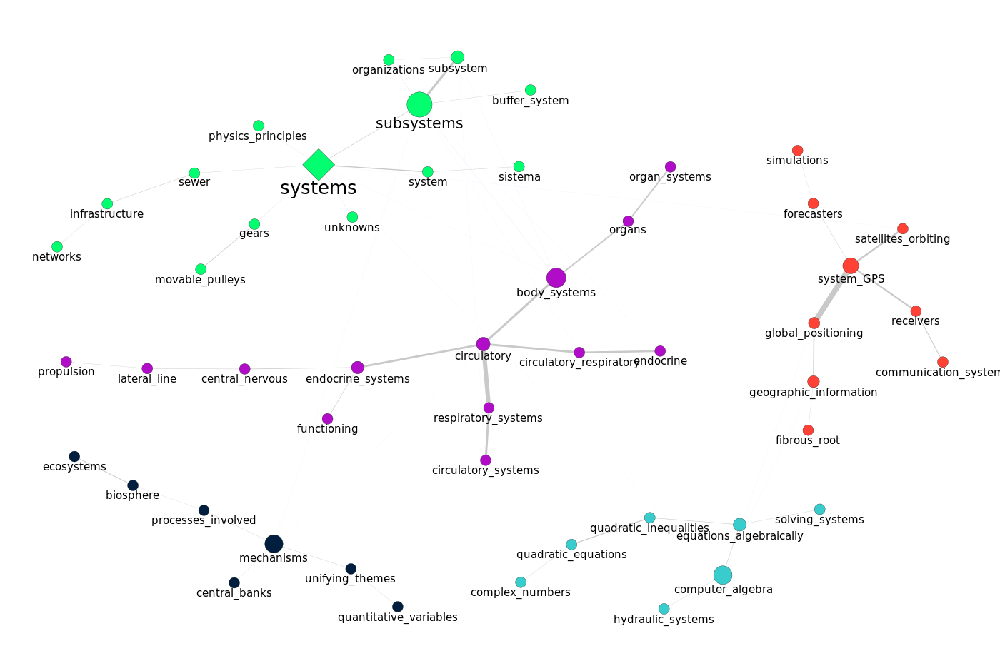 organizations
subsystem
buffer_system
subsystems
physics_principles
simulations
sewer
system
sistema
organ_systems
systems
infrastructure
forecasters
unknowns
organs
gears
satellites_orbiting
networks
movable_pulleys
system_GPS
body_systems
receivers
global_positioning
circulatory
circulatory_respiratory
endocrine
propulsion
lateral_line
central_nervous
endocrine_systems
communication_system
geographic_information
respiratory_systems
functioning
fibrous_root
ecosystems
circulatory_systems
biosphere
processes_involved
solving_systems
quadratic_inequalities
equations_algebraically
mechanisms
quadratic_equations
unifying_themes
computer_algebra
central_banks
complex_numbers
quantitative_variables
hydraulic_systems